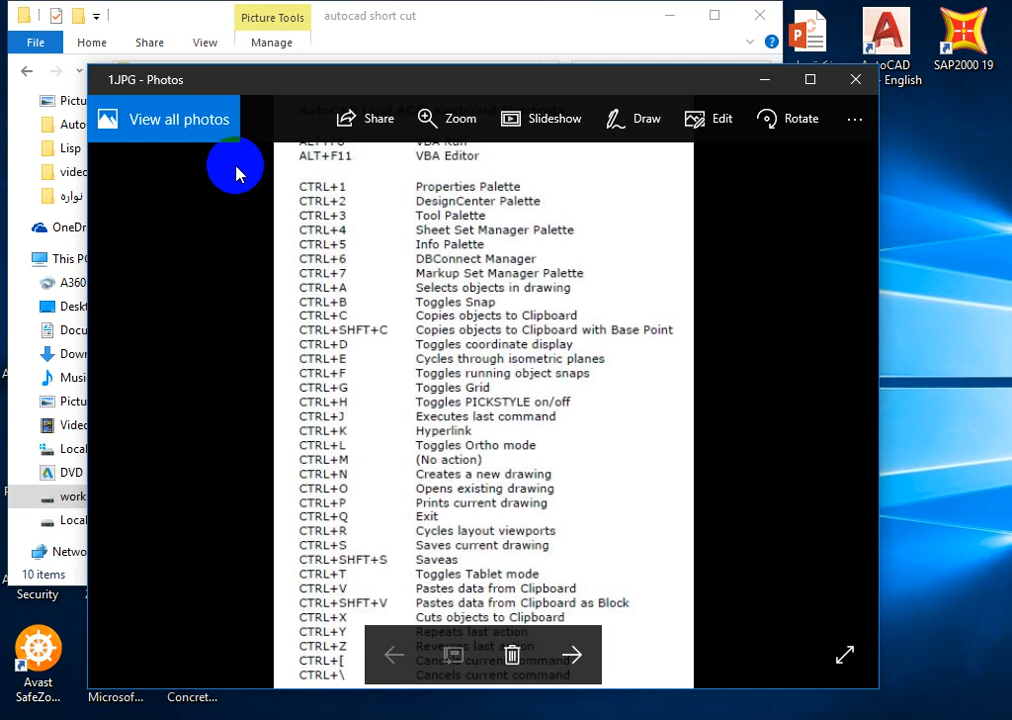 Picture Tools
autocad short cut
File
Home
Share
View
Manage
1.JPG - Photos
View all photos
Share
Zoom
Slideshow
Draw
Edit
Rotate
ALT+F11 VBA Editor
CTRL+1 Properties Palette
CTRL+2 DesignCenter Palette
CTRL+3 Tool Palette
CTRL+4 Sheet Set Manager Palette
CTRL+5 Info Palette
CTRL+6 DBConnect Manager
CTRL+7 Markup Set Manager Palette
CTRL+A Selects objects in drawing
CTRL+B Toggles Snap
CTRL+C Copies objects to Clipboard
CTRL+SHFT+C Copies objects to Clipboard with Base Point
CTRL+D Toggles coordinate display
CTRL+E Cycles through isometric planes
CTRL+F Toggles running object snaps
CTRL+G Toggles Grid
CTRL+H Toggles PICKSTYLE on/off
CTRL+J Executes last command
CTRL+K Hyperlink
CTRL+L Toggles Ortho mode
CTRL+M (No action)
CTRL+N Creates a new drawing
CTRL+O Opens existing drawing
CTRL+P Prints current drawing
CTRL+Q Exit
CTRL+R Cycles layout viewports
CTRL+S Saves current drawing
CTRL+SHFT+S Saveas
CTRL+T Toggles Tablet mode
CTRL+V Pastes data from Clipboard
CTRL+SHFT+V Pastes data from Clipboard as Block
CTRL+X Cuts objects to Clipboard
CTRL+Y Repeats last action
CTRL+Z Reverses last action
CTRL+[ Cancels current command
CTRL+\ Cancels current command
Pictu
Auto
Lisp
videc
نواره
OneDr
This PC
A360
Deskt
Docu
Down
Music
Pictu
Video
Local
DVD
work
Local
Netwo
10 items
Security
Avast
SafeZo...
Microsof...
Concret...
AutoCAD
- English
SAP2000 19